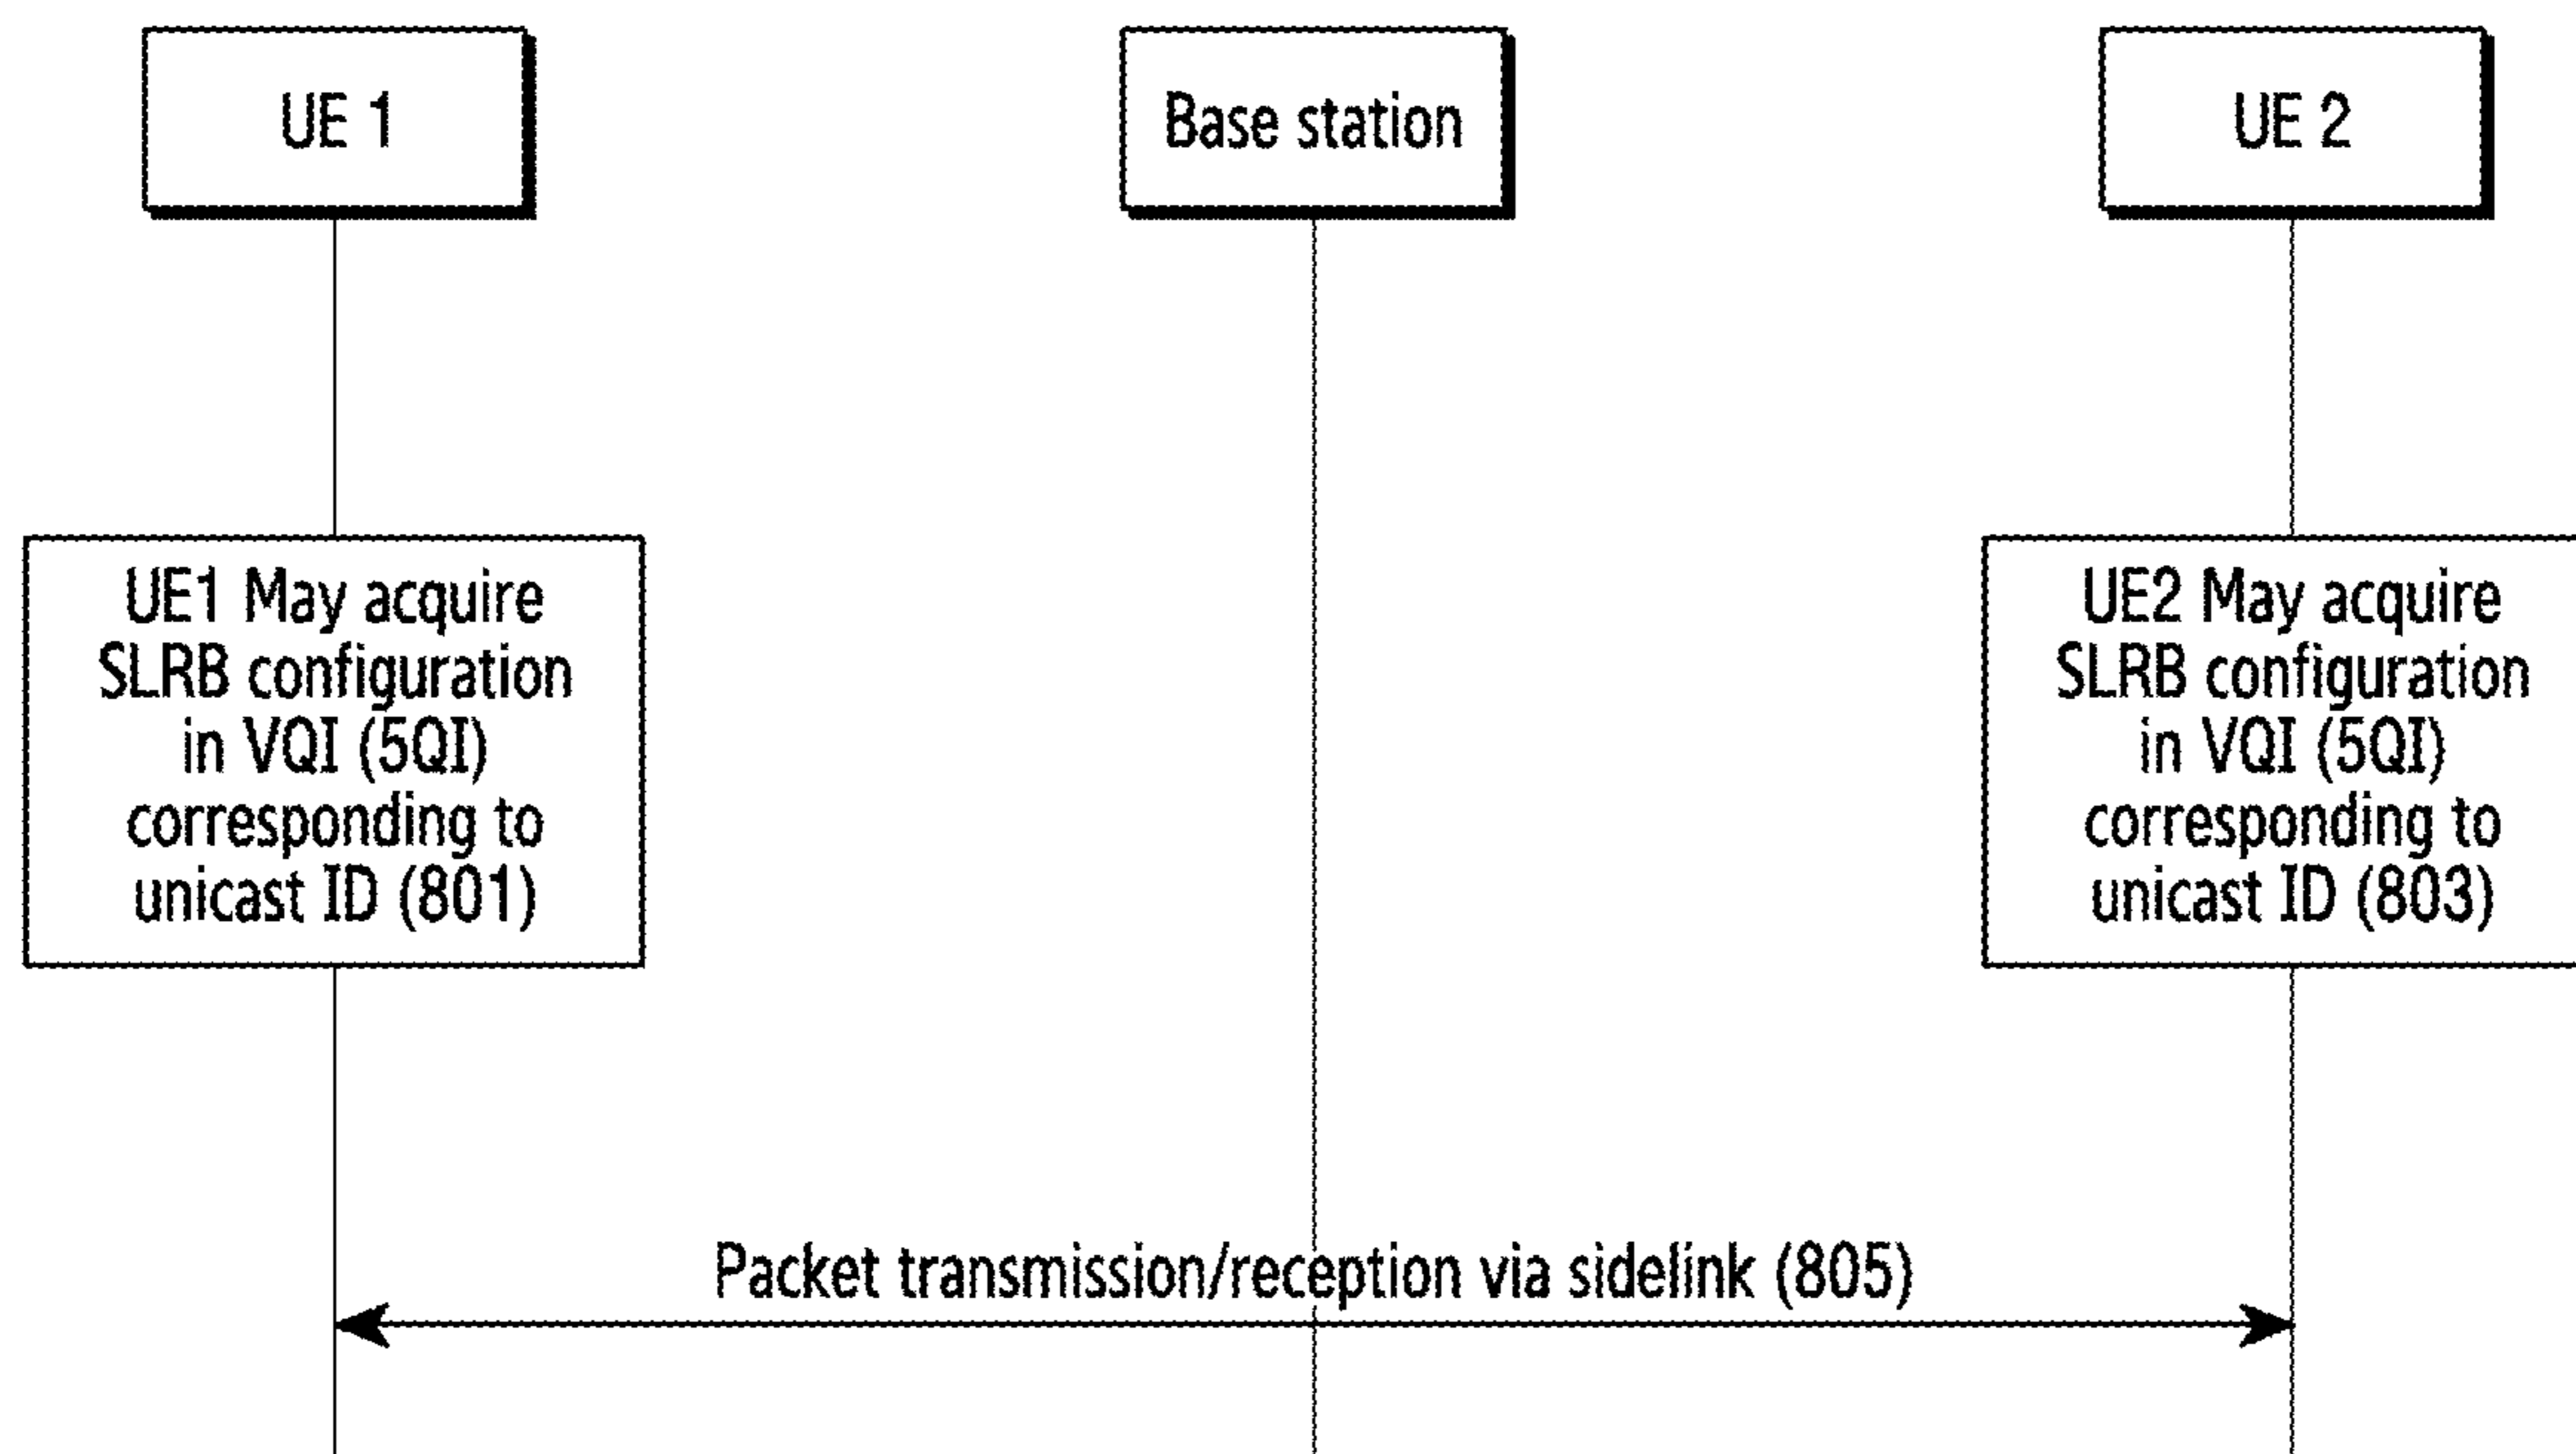 UE 1
Base station
UE 2
UE1 May acquire
SLRB configuration
in VQI (5QI)
corresponding to
unicast ID (801)
UE2 May acquire
SLRB configuration
in VQI (5QI)
corresponding to
unicast ID (803)
Packet transmission/reception via sidelink (805)